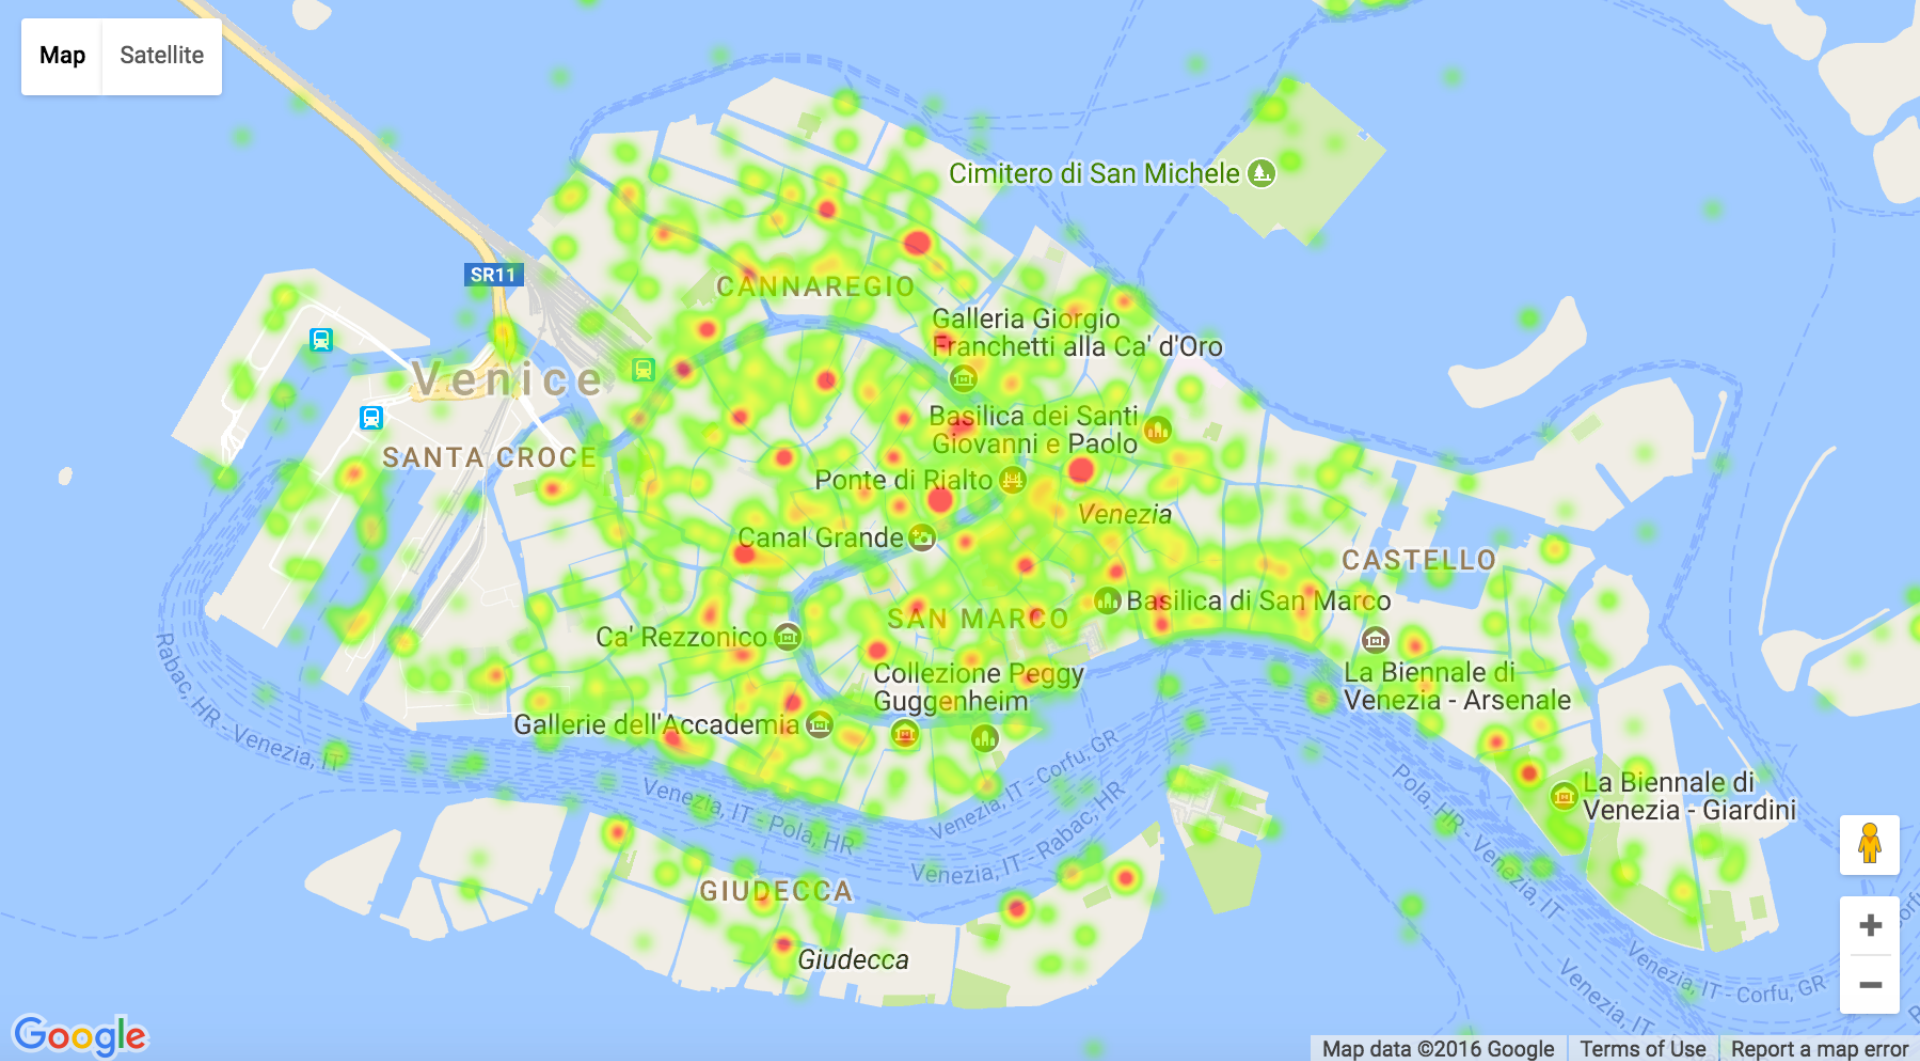 Map Satellite
Cimitero di San Michele
SR11
CANNAREGIO
Galleria Giorgio
Franchetti alla Ca' d'Oro
Venice
Basilica dei Santi
Giovanni e Paolo
SANTA CROCE
Ponte di Rialto
Venezia
Canal Grande
CASTELLO
Basilica di San Marco
SAN MARCO
Ca' Rezzonico
Rabac, HR - Venezia, IT
Collezione Peggy
Guggenheim
La Biennale di
Venezia - Arsenale
Gallerie dell'Accademia
Venezia, IT - Corfu, GR
Venezia, IT - Pola, HR
Venezia, IT - Rabac, HR
Pola, HR - Venezia, IT
La Biennale di
Venezia - Giardini
GIUDECCA
Giudecca
Venezia, IT - Corfu, GR
Venezia, IT
Google
Map data ©2016 Google Terms of Use Report a map error